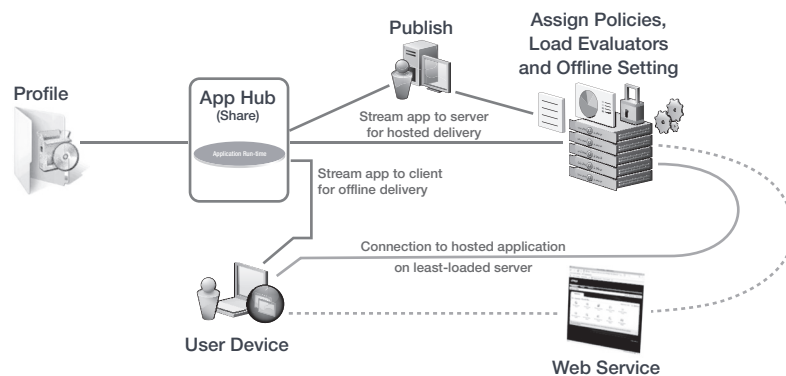 Publish
Assign Policies,
Load Evaluators
and Offline Setting
Profile
App Hub
(Share)
Application Run-time
Stream app to server
for hosted delivery
Stream app to client
for offline delivery
Connection to hosted application
on least-loaded server
User Device
Web Service